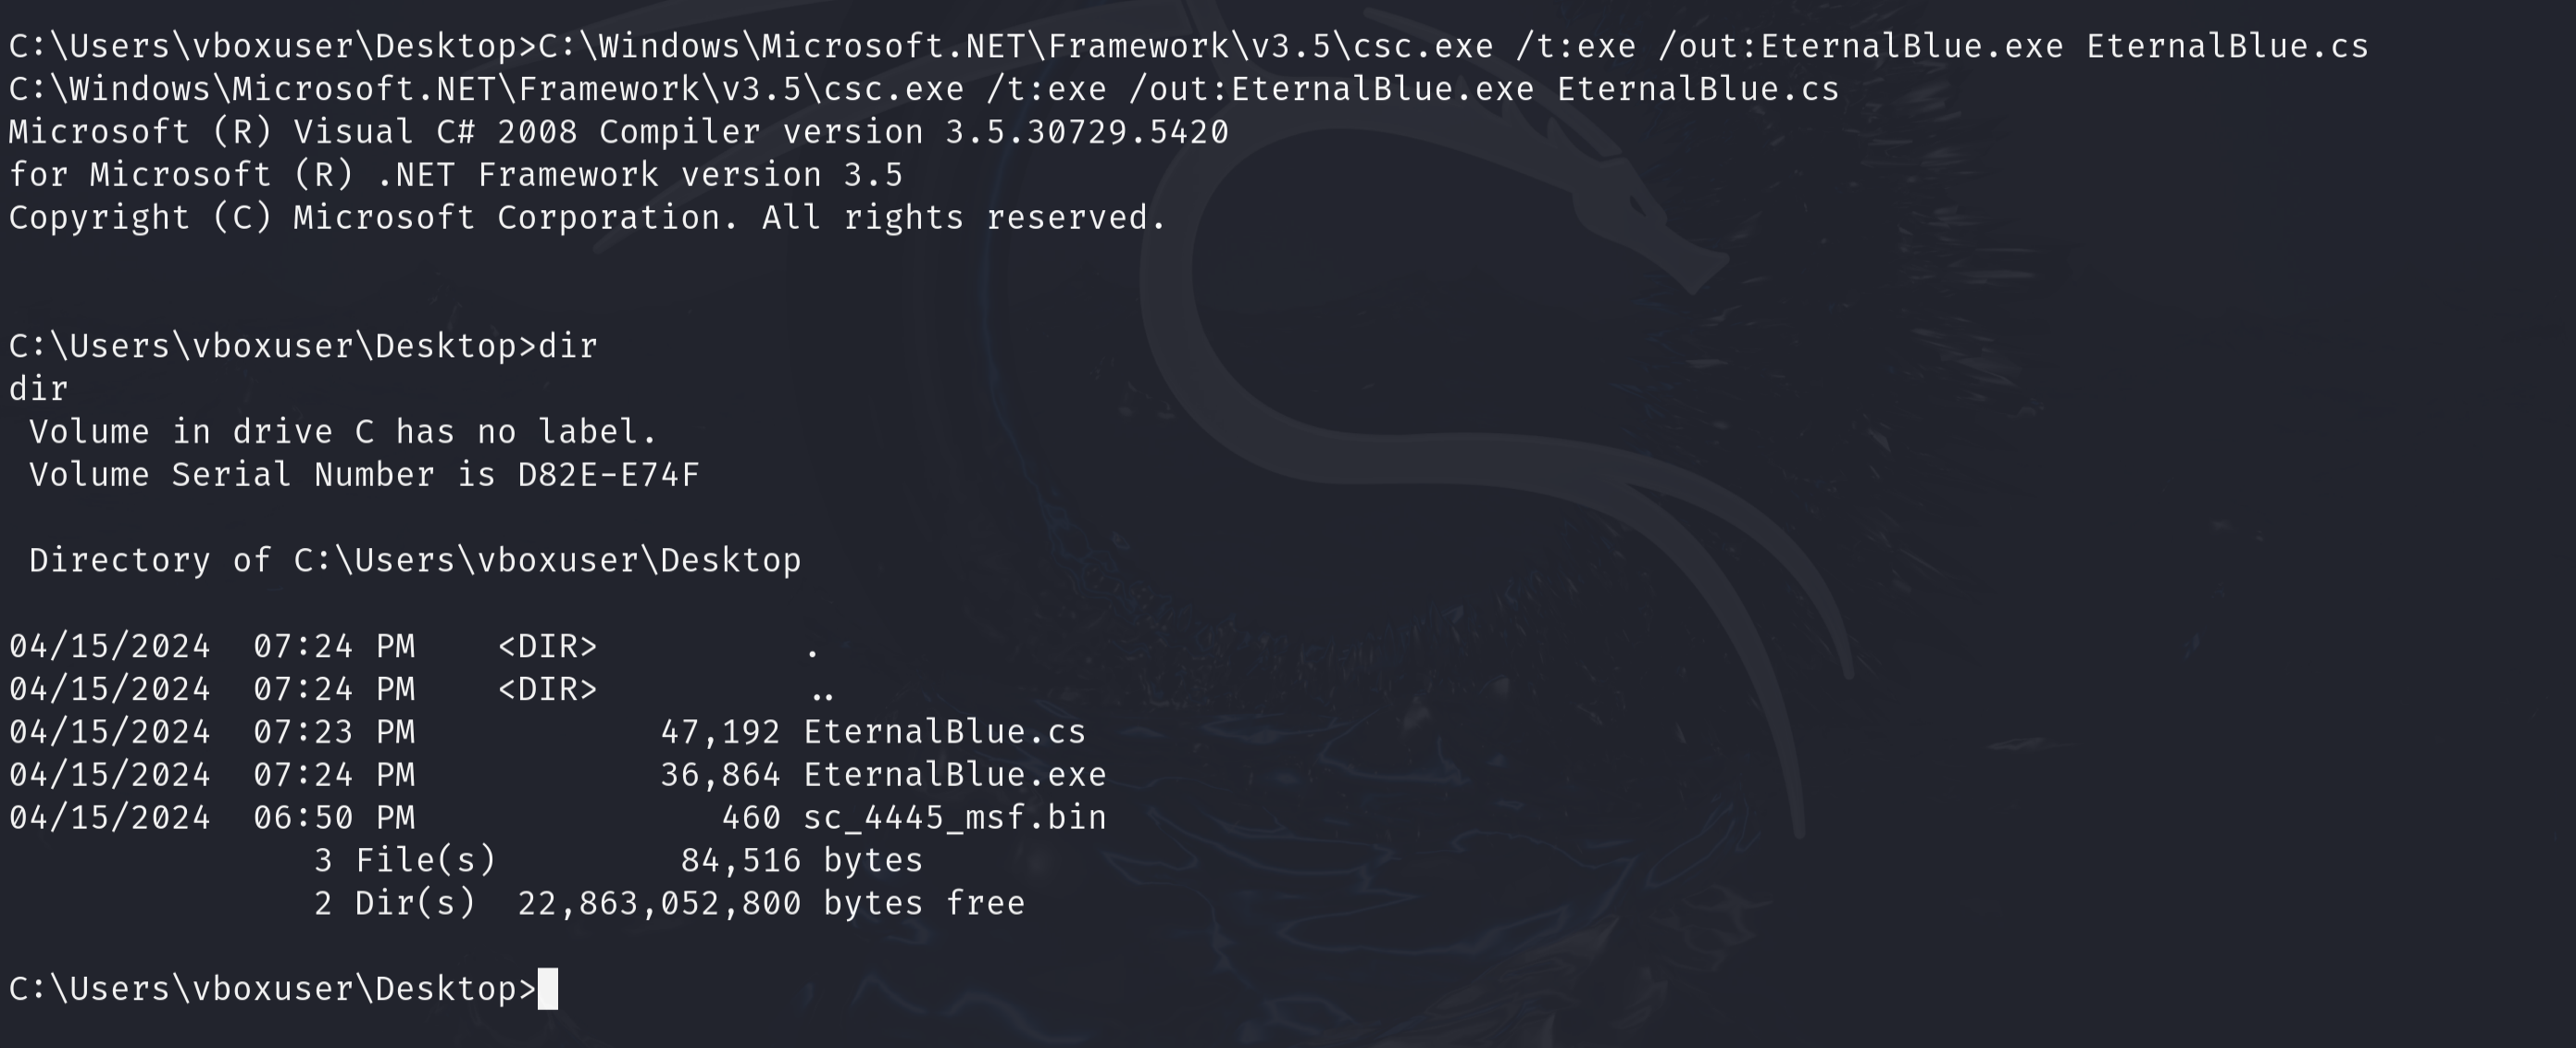 C:\Users\vboxuser\Desktop>C:\Windows\Microsoft.NET\Framework\v3.5\csc.exe /t:exe /out:EternalBlue.exe EternalBlue.cs
C:\Windows\Microsoft.NET\Framework\v3.5\csc.exe /t:exe /out:EternalBlue.exe EternalBlue.cs
Microsoft (R) Visual C# 2008 Compiler version 3.5.30729.5420
for Microsoft (R) .NET Framework version 3.5
Copyright (C) Microsoft Corporation. All rights reserved.
C:\Users\vboxuser\Desktop>dir
dir
 Volume in drive C has no label.
 Volume Serial Number is D82E-E74F
 Directory of C:\Users\vboxuser\Desktop
04/15/2024  07:24 PM    <DIR>          .
04/15/2024  07:24 PM    <DIR>          ..
04/15/2024  07:23 PM            47,192 EternalBlue.cs
04/15/2024  07:24 PM            36,864 EternalBlue.exe
04/15/2024  06:50 PM               460 sc_4445_msf.bin
               3 File(s)         84,516 bytes
               2 Dir(s)  22,863,052,800 bytes free
C:\Users\vboxuser\Desktop>